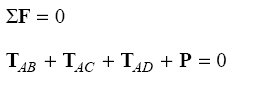 ΣF = 0
T_AB + T_AC + T_AD + P = 0